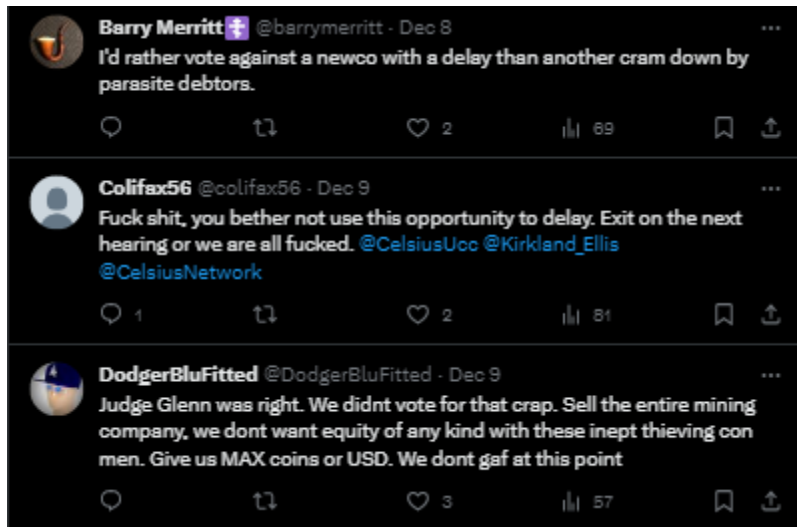 Barry Merritt @barrymerritt · Dec 8
I'd rather vote against a newco with a delay than another cram down by
parasite debtors.
2 69
Colifax56 @colifax56 · Dec 9
Fuck shit, you bether not use this opportunity to delay. Exit on the next
hearing or we are all fucked. @CelsiusUcc @Kirkland_Ellis
@CelsiusNetwork
1 2 81
DodgerBluFitted @DodgerBluFitted · Dec 9
Judge Glenn was right. We didnt vote for that crap. Sell the entire mining
company, we dont want equity of any kind with these inept thieving con
men. Give us MAX coins or USD. We dont gaf at this point
3 57